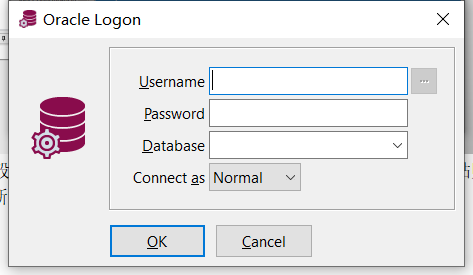 Oracle Logon
Username
...
Password
Database
Connect as Normal
OK Cancel